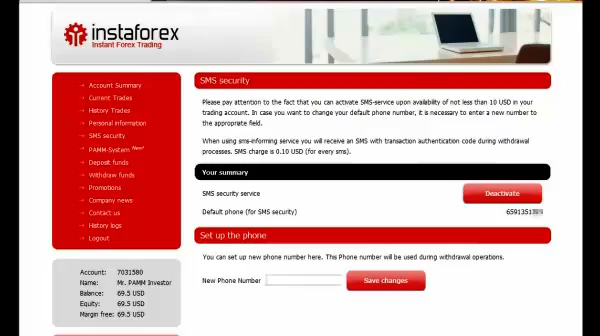 instaforex
Instant Forex Trading
Account Summary
Current Trades
History Trades
Personal information
SMS security
PAMM-System New!
Deposit funds
Withdraw funds
Promotions
Company news
Contact us
History logs
Logout
Account: 7031580
Name: Mr. PAMM Investor
Balance: 69.5 USD
Equity: 69.5 USD
Margin free: 69.5 USD
SMS security
Please pay attention to the fact that you can activate SMS-service upon availability of not less than 10 USD in your
trading account. In case you want to change your default phone number, it is necessary to enter a new number to
the appropriate field.
When using sms-informing service you will receive an SMS with transaction authentication code during withdrawal
processes. SMS charge is 0.10 USD (for every sms).
Your summary
SMS security service Deactivate
Default phone (for SMS security)
Set up the phone
You can set up new phone number here. This Phone number will be used during withdrawal operations.
New Phone Number Save changes